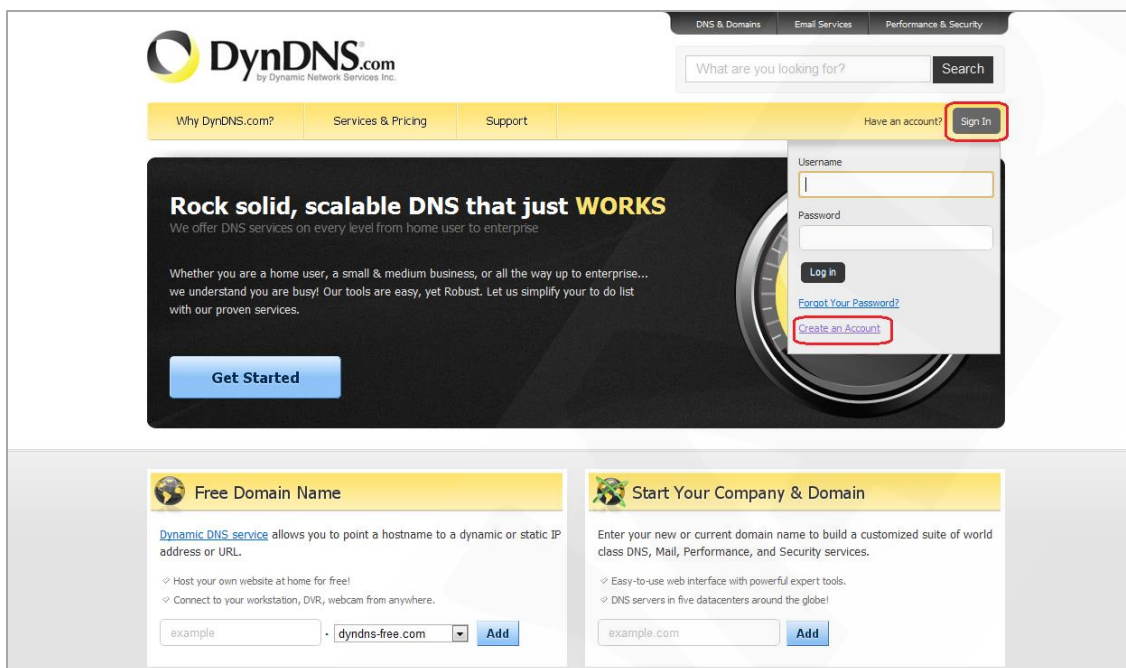 DNS & Domains Email Services Performance & Security
DynDNS.com
by Dynamic Network Services Inc.
What are you looking for? Search
Why DynDNS.com? Services & Pricing Support Have an account? Sign In
Username
Password
Log in
Forgot Your Password?
Create an Account
Rock solid, scalable DNS that just WORKS
We offer DNS services on every level from home user to enterprise
Whether you are a home user, a small & medium business, or all the way up to enterprise...
we understand you are busy! Our tools are easy, yet Robust. Let us simplify your to do list
with our proven services.
Get Started
Free Domain Name
Dynamic DNS service allows you to point a hostname to a dynamic or static IP
address or URL.
Host your own website at home for free!
Connect to your workstation, DVR, webcam from anywhere.
example . dyndns-free.com Add
Start Your Company & Domain
Enter your new or current domain name to build a customized suite of world
class DNS, Mail, Performance, and Security services.
Easy-to-use web interface with powerful expert tools.
DNS servers in five datacenters around the globe!
example.com Add